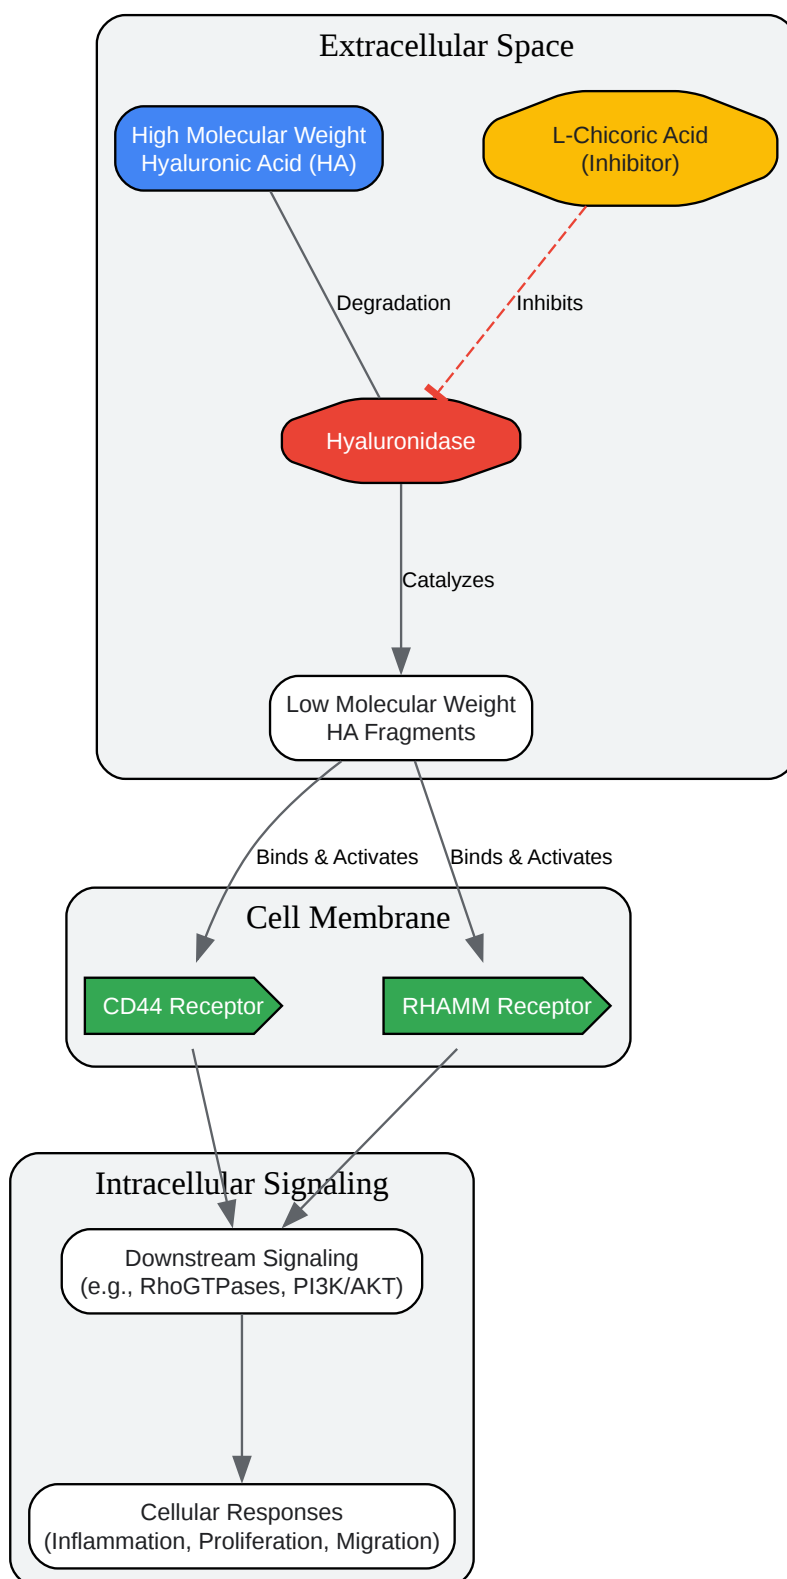 Extracellular Space
High Molecular Weight
Hyaluronic Acid (HA)
L-Chicoric Acid
(Inhibitor)
Degradation
Inhibits
Hyaluronidase
Catalyzes
Low Molecular Weight
HA Fragments
Binds & Activates
Binds & Activates
Cell Membrane
CD44 Receptor
RHAMM Receptor
Intracellular Signaling
Downstream Signaling
(e.g., RhoGTPases, PI3K/AKT)
Cellular Responses
(Inflammation, Proliferation, Migration)